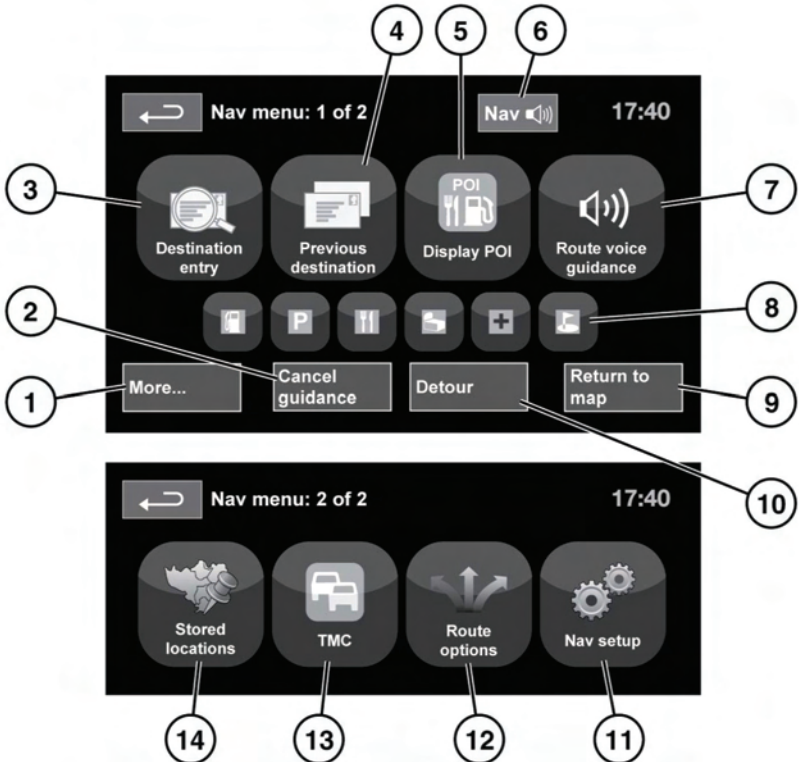 4
5
6
Nav menu: 1 of 2
Nav
17:40
3
7
POI
Destination
entry
Previous
destination
Display POI
Route voice
guidance
2
P
8
1
More...
Cancel
guidance
Detour
Return to
map
9
10
Nav menu: 2 of 2
17:40
Stored
locations
TMC
Route
options
Nav setup
14
13
12
11